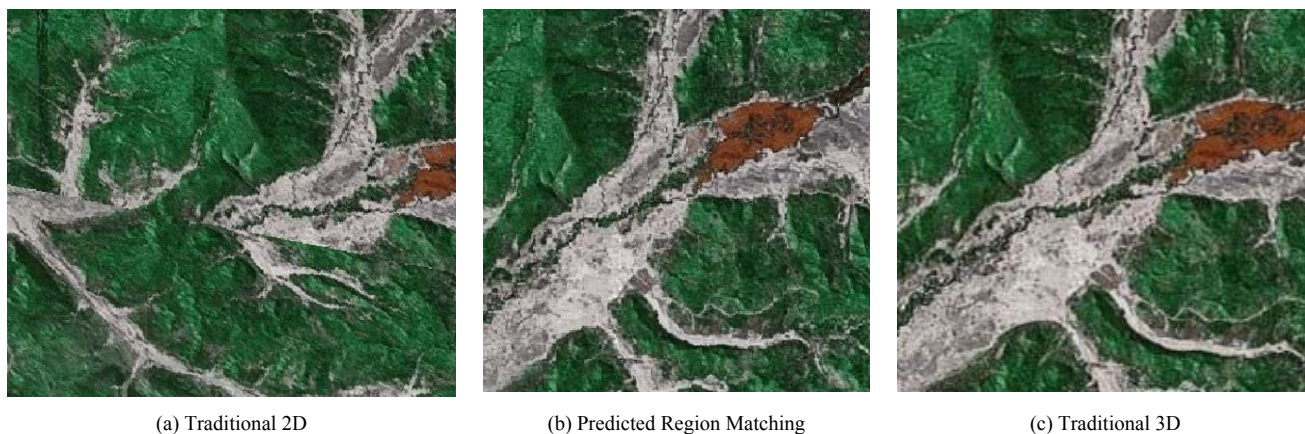 (a) Traditional 2D
(b) Predicted Region Matching
(c) Traditional 3D